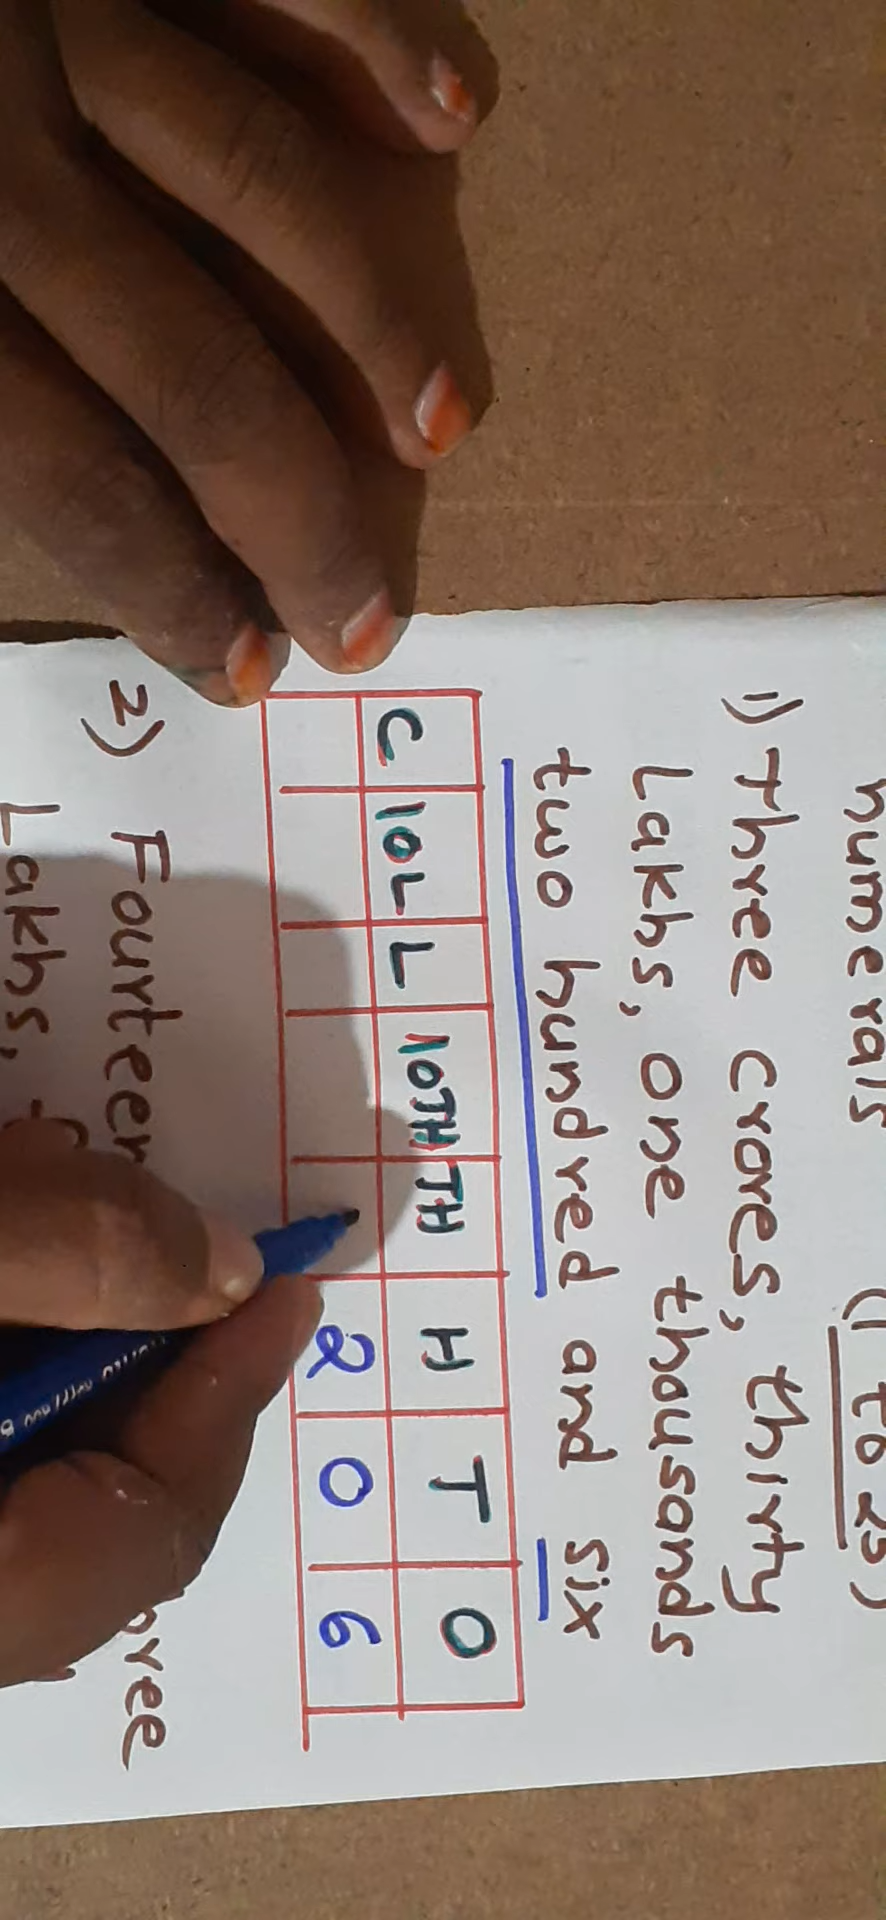 numerals (1 to 25)
1) Three crores, thirty
Lakhs, one thousands
two hundred and six
C 10L L 10TH TH H T O
2 0 6
2) Fourteen
Lakhs,